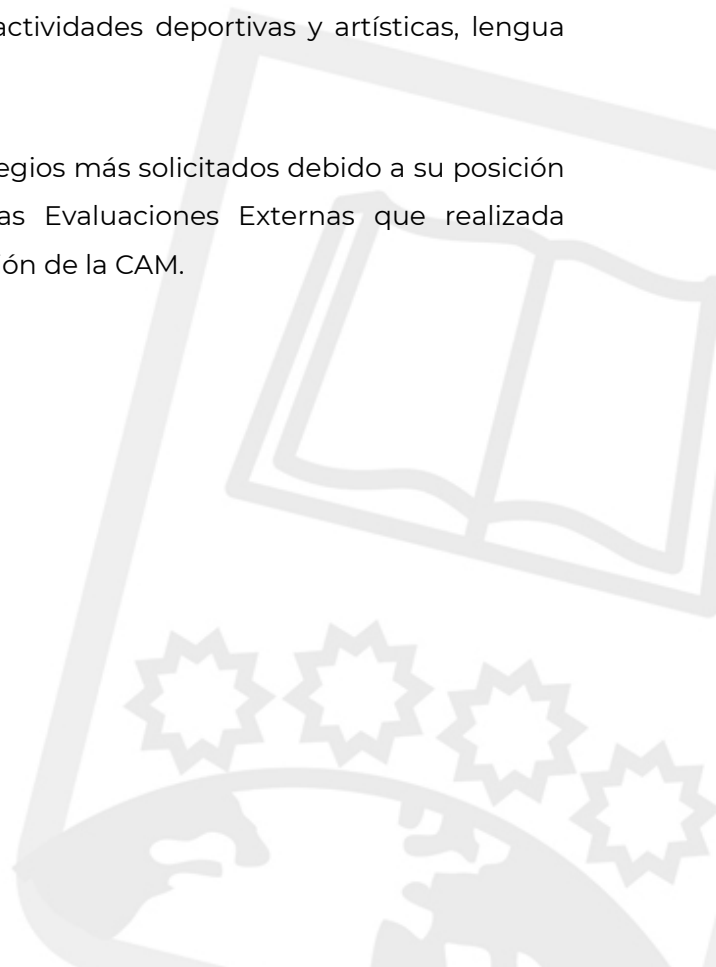 actividades deportivas y artísticas, lengua
egios más solicitados debido a su posición
as Evaluaciones Externas que realizada
ón de la CAM.